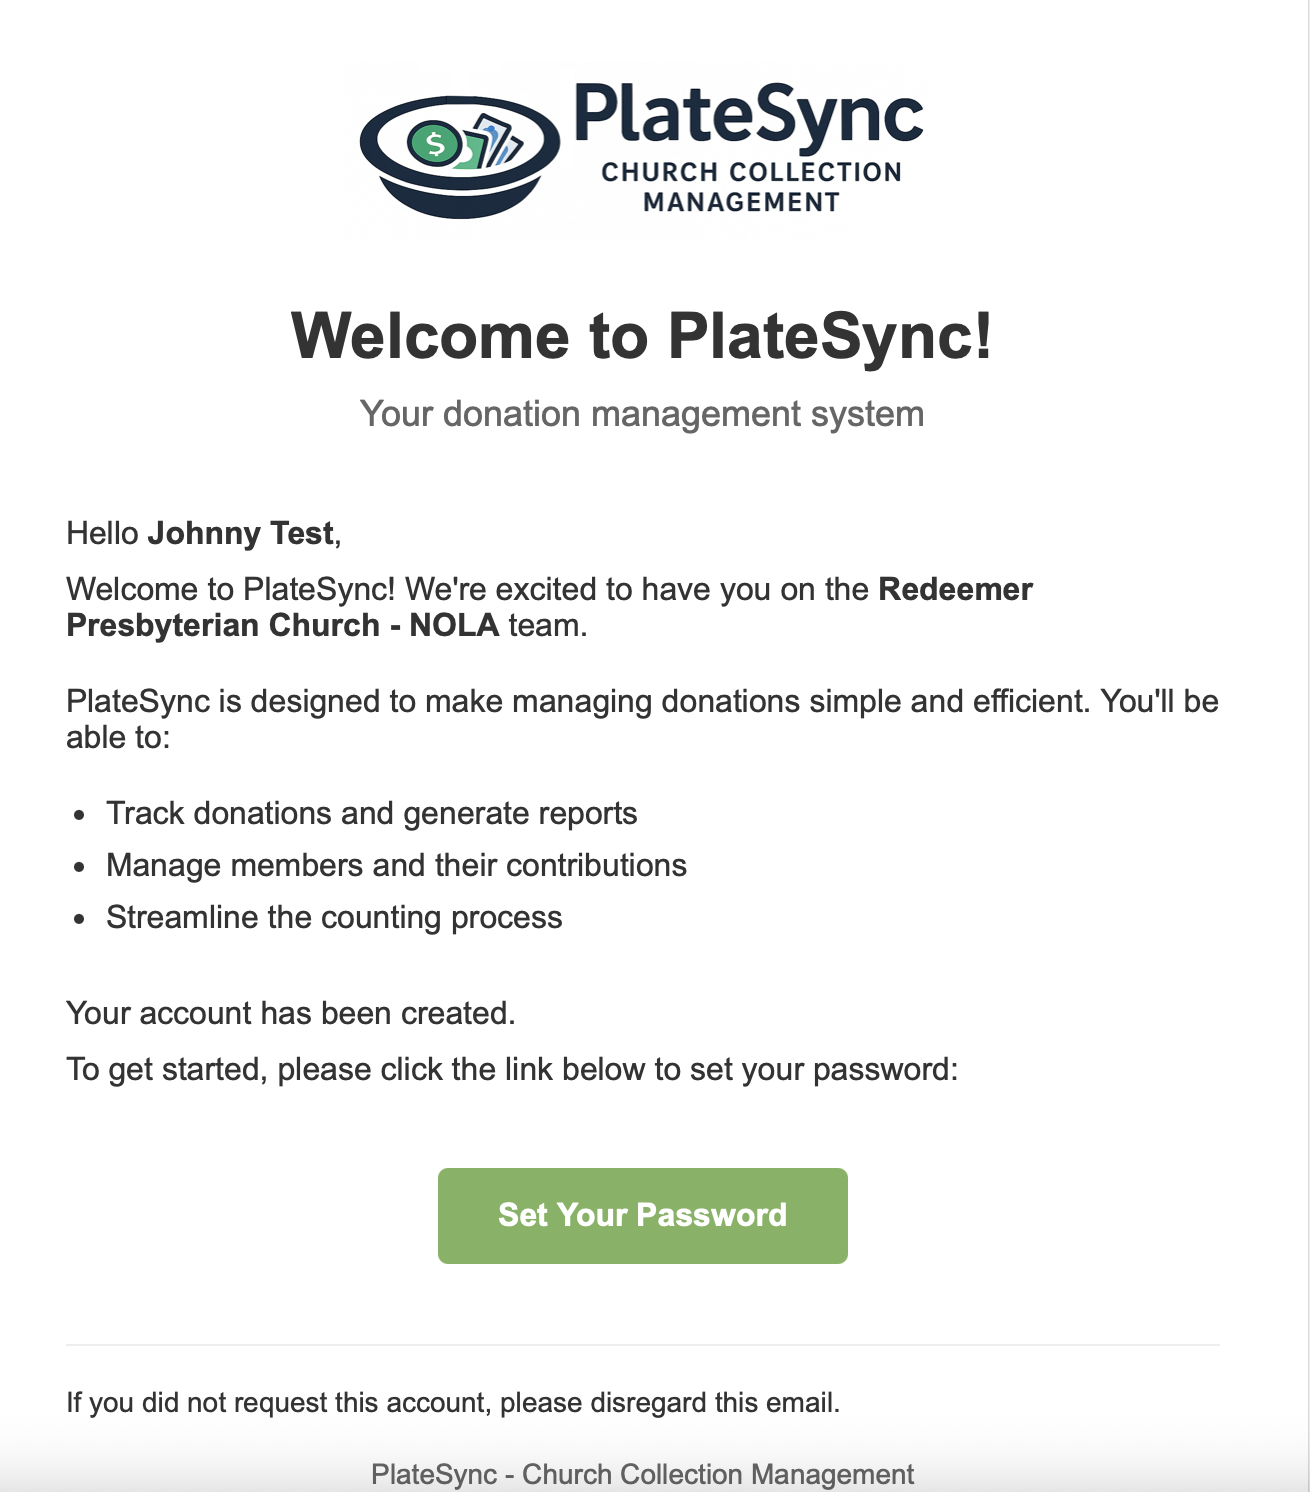 PlateSync
CHURCH COLLECTION
MANAGEMENT
$
Welcome to PlateSync!
Your donation management system
Hello Johnny Test,
Welcome to PlateSync! We're excited to have you on the Redeemer
Presbyterian Church - NOLA team.
PlateSync is designed to make managing donations simple and efficient. You'll be
able to:
• Track donations and generate reports
• Manage members and their contributions
• Streamline the counting process
Your account has been created.
To get started, please click the link below to set your password:
Set Your Password
If you did not request this account, please disregard this email.
PlateSync - Church Collection Management